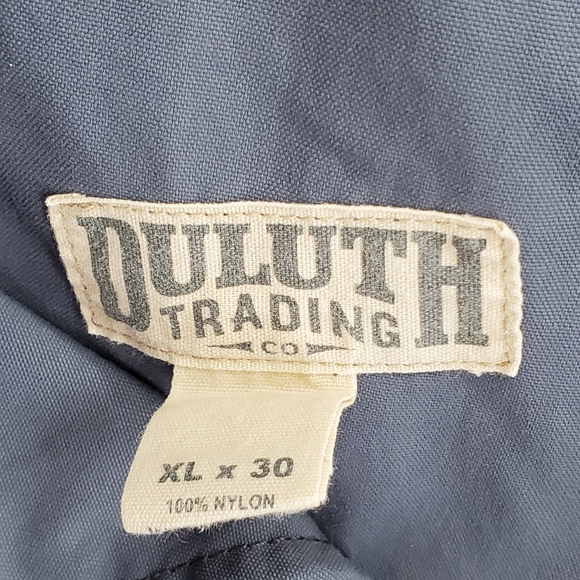 DULUTH
TRADING
CO
XL x 30
100% NYLON